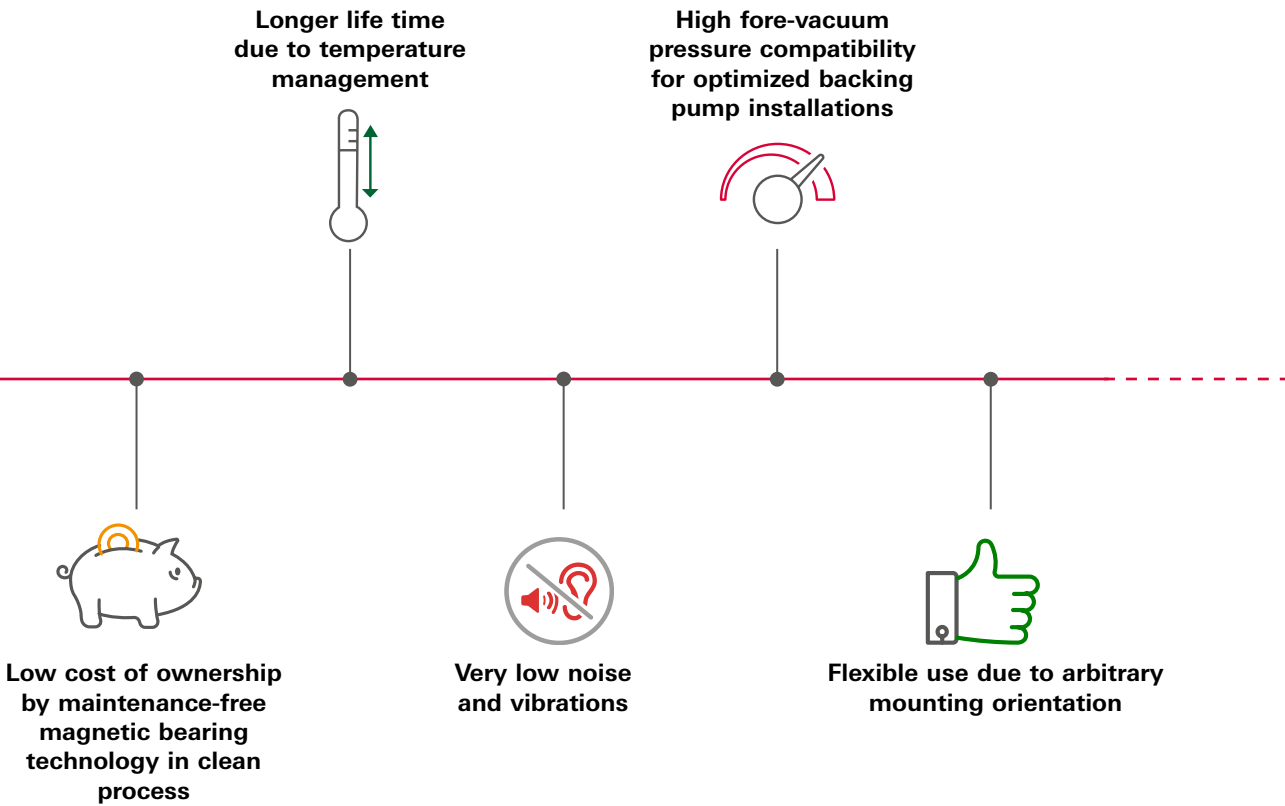 Longer life time
due to temperature
management
High fore-vacuum
pressure compatibility
for optimized backing
pump installations
Low cost of ownership
by maintenance-free
magnetic bearing
technology in clean
process
Very low noise
and vibrations
Flexible use due to arbitrary
mounting orientation